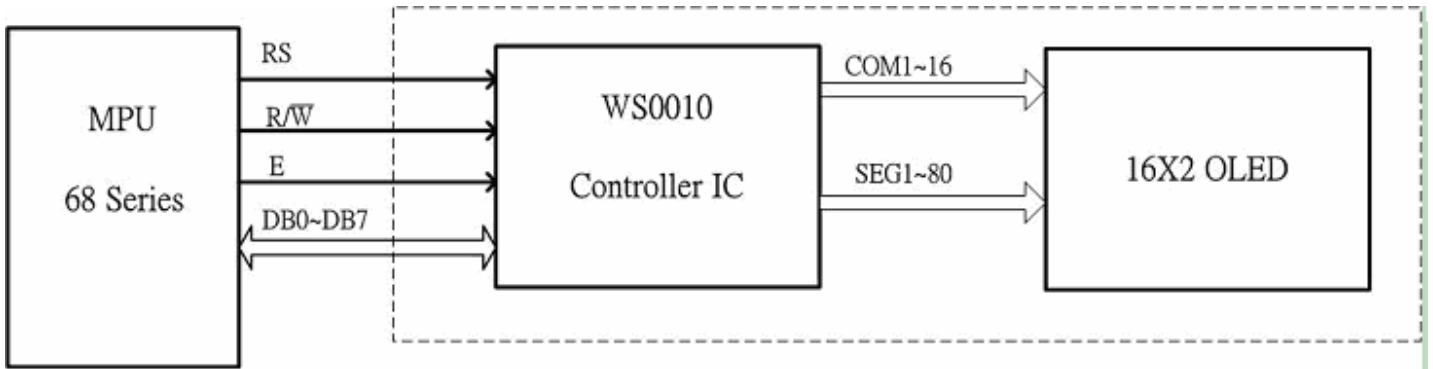 MPU
68 Series
RS
R/W̅
E
DB0~DB7
WS0010
Controller IC
COM1~16
SEG1~80
16X2 OLED